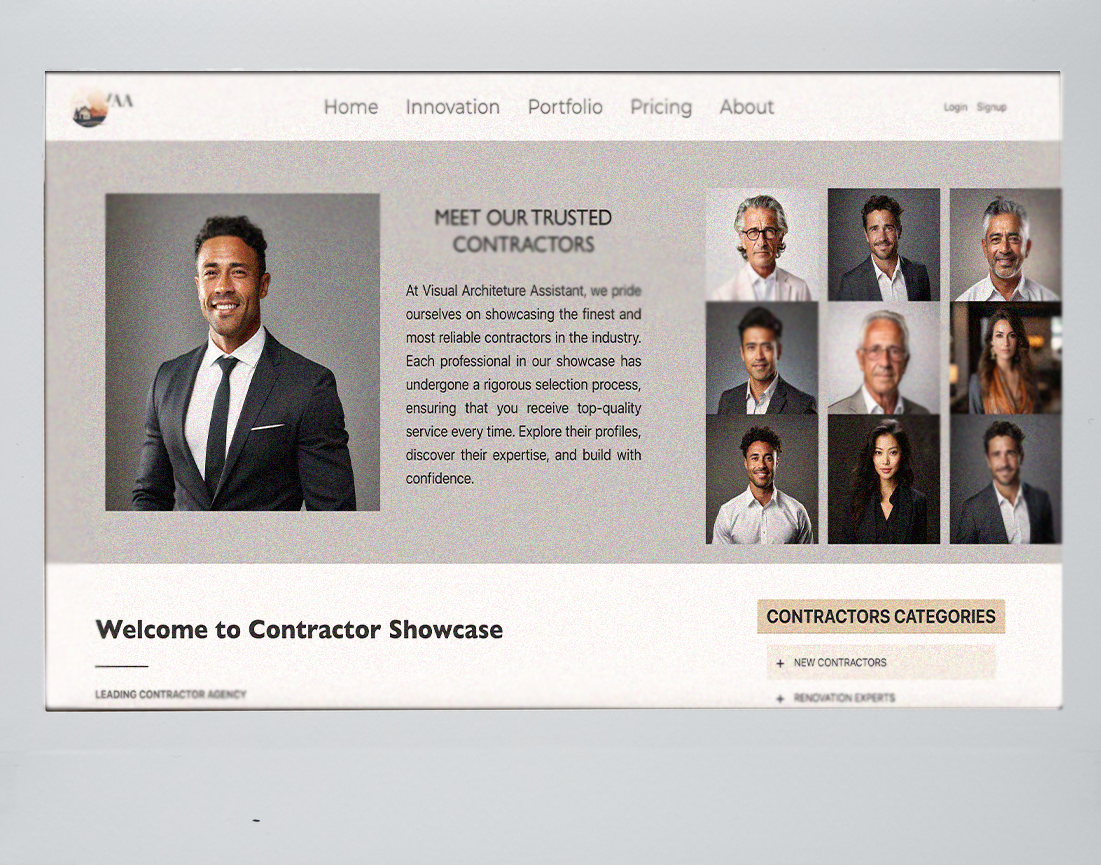 VAA
Home Innovation Portfolio Pricing About
Login Signup
MEET OUR TRUSTED
CONTRACTORS
At Visual Architeture Assistant, we pride
ourselves on showcasing the finest and
most reliable contractors in the industry.
Each professional in our showcase has
undergone a rigorous selection process,
ensuring that you receive top-quality
service every time. Explore their profiles,
discover their expertise, and build with
confidence.
Welcome to Contractor Showcase
LEADING CONTRACTOR AGENCY
CONTRACTORS CATEGORIES
+ NEW CONTRACTORS
+ RENOVATION EXPERTS